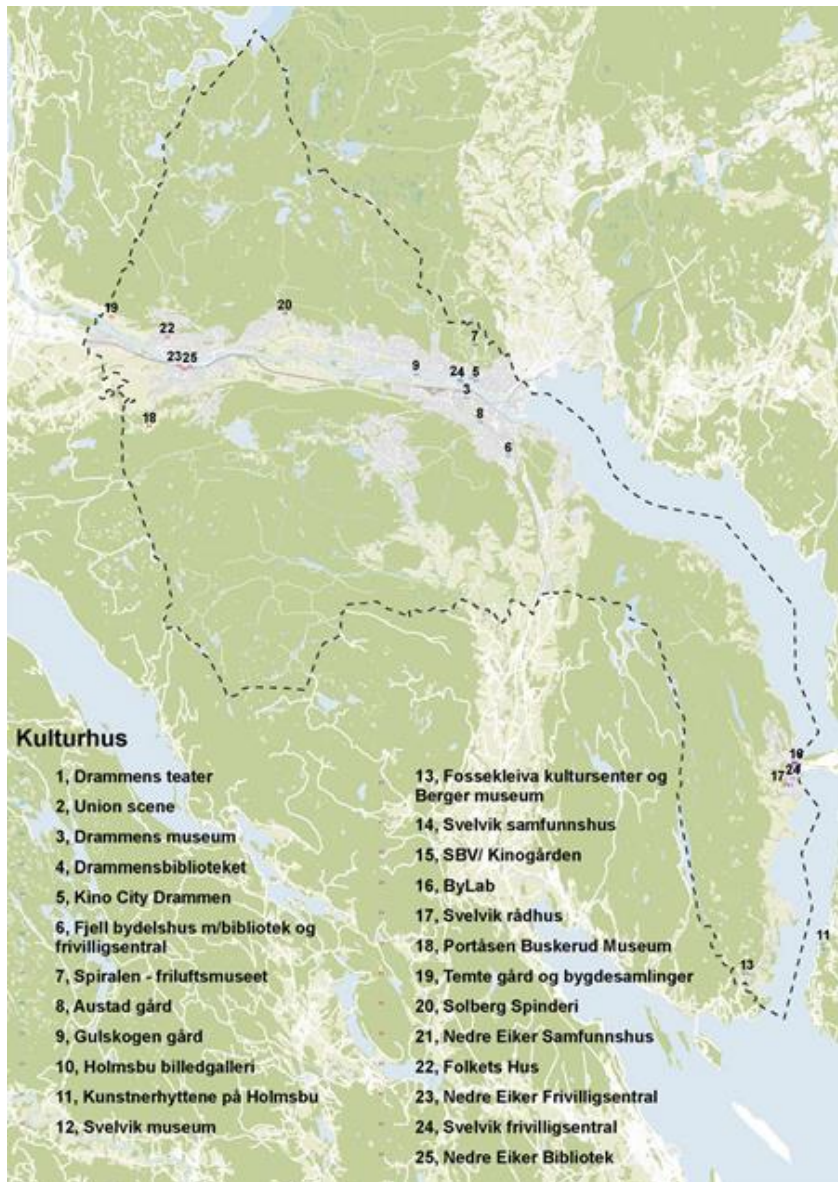 19
20
22
7
23 25
9
24
5
3
18
8
6
17
24
Kulturhus
1, Drammens teater
2, Union scene
3, Drammens museum
4, Drammensbiblioteket
5, Kino City Drammen
6, Fjell bydelshus m/bibliotek og
frivilligsentral
7, Spiralen - friluftsmuseet
8, Austad gård
9, Gulskogen gård
10, Holmsbu billedgalleri
11, Kunstnerhyttene på Holmsbu
12, Svelvik museum
13, Fossekleiva kultursenter og
Berger museum
14, Svelvik samfunnshus
15, SBV/ Kinogården
16, ByLab
17, Svelvik rådhus
18, Portåsen Buskerud Museum
19, Temte gård og bygdesamlinger
20, Solberg Spinderi
21, Nedre Eiker Samfunnshus
22, Folkets Hus
23, Nedre Eiker Frivilligsentral
24, Svelvik frivilligsentral
25, Nedre Eiker Bibliotek
11
13